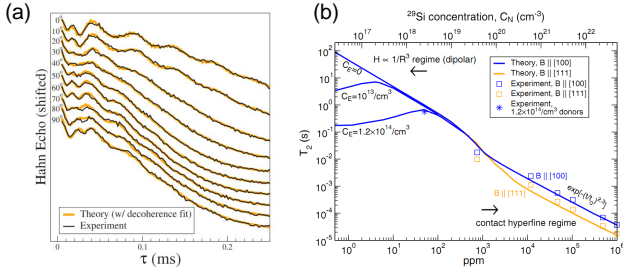 (a)
0°
10°
20°
30°
40°
50°
60°
70°
80°
90°
Hahn Echo (shifted)
Theory (w/ decoherence fit)
Experiment
0 0.1 0.2
τ (ms)
(b)
²⁹Si concentration, C_N (cm⁻³)
10¹⁷ 10¹⁸ 10¹⁹ 10²⁰ 10²¹ 10²²
H ∝ 1/R³ regime (dipolar)
C_E=0
C_E=10¹³/cm³
C_E=1.2×10¹⁴/cm³
Theory, B || [100]
Theory, B || [111]
Experiment, B || [100]
Experiment, B || [111]
Experiment,
1.2×10¹⁴/cm³ donors
B || [100]
B || [111]
exp[-(t/t₀)^2.3]
contact hyperfine regime
T₂ (s)
10²
10¹
10⁰
10⁻¹
10⁻²
10⁻³
10⁻⁴
10⁻⁵
10⁰ 10¹ 10² 10³ 10⁴ 10⁵ 10⁶
ppm